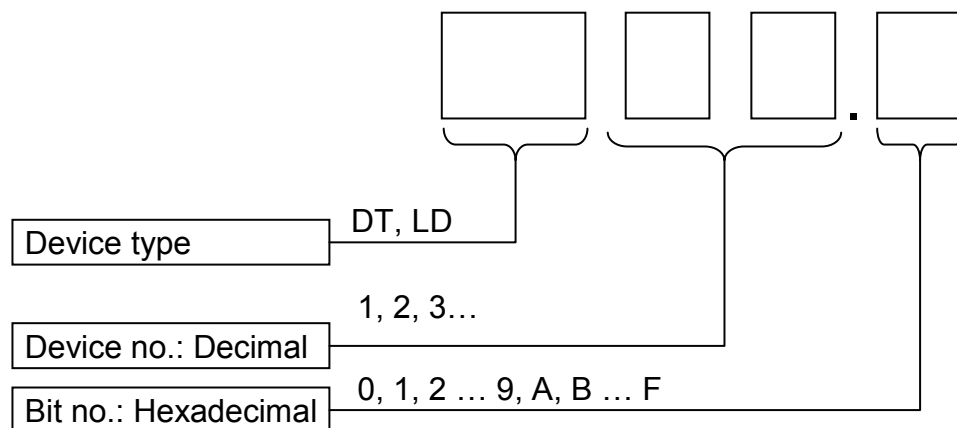 .
DT, LD
Device type
1, 2, 3…
Device no.: Decimal
0, 1, 2 … 9, A, B … F
Bit no.: Hexadecimal